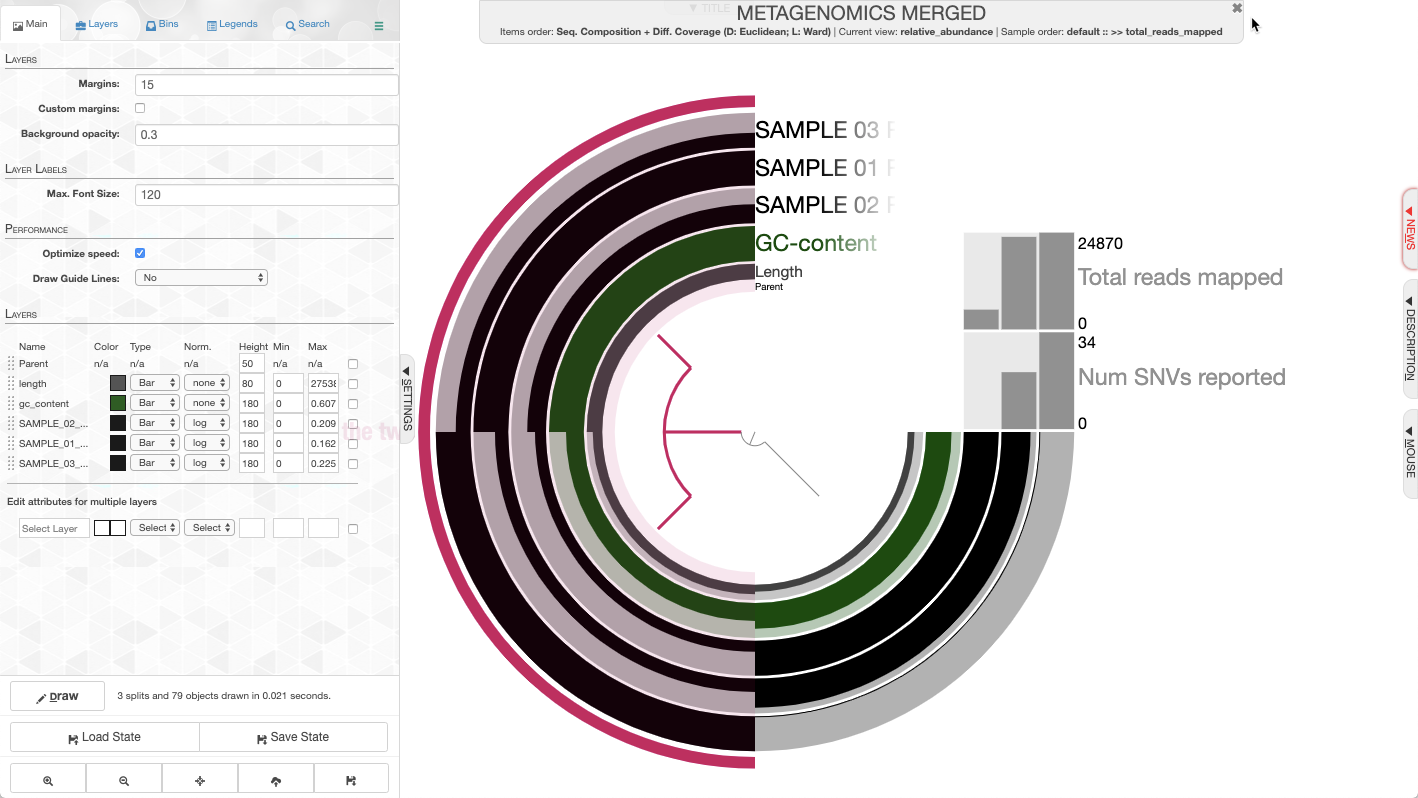 Main Layers Bins Legends Search
▼ TITLE
METAGENOMICS MERGED
Items order: Seq. Composition + Diff. Coverage (D: Euclidean; L: Ward) | Current view: relative_abundance | Sample order: default :: >> total_reads_mapped
Layers
Margins: 15
Custom margins:
Background opacity: 0.3
Layer Labels
Max. Font Size: 120
Performance
Optimize speed:
Draw Guide Lines: No
Layers
Name Color Type Norm. Height Min Max
Parent n/a n/a n/a 50 n/a n/a
length Bar none 80 0 27538
gc_content Bar none 180 0 0.607
SAMPLE_02_... Bar log 180 0 0.209
SAMPLE_01_... Bar log 180 0 0.162
SAMPLE_03_... Bar log 180 0 0.225
Edit attributes for multiple layers
Select Layer Select Select
Draw 3 splits and 79 objects drawn in 0.021 seconds.
Load State Save State
SETTINGS
the tw
SAMPLE 03
SAMPLE 01
SAMPLE 02
GC-content
Length
Parent
24870
Total reads mapped
0
34
Num SNVs reported
0
NEWS
DESCRIPTION
MOUSE